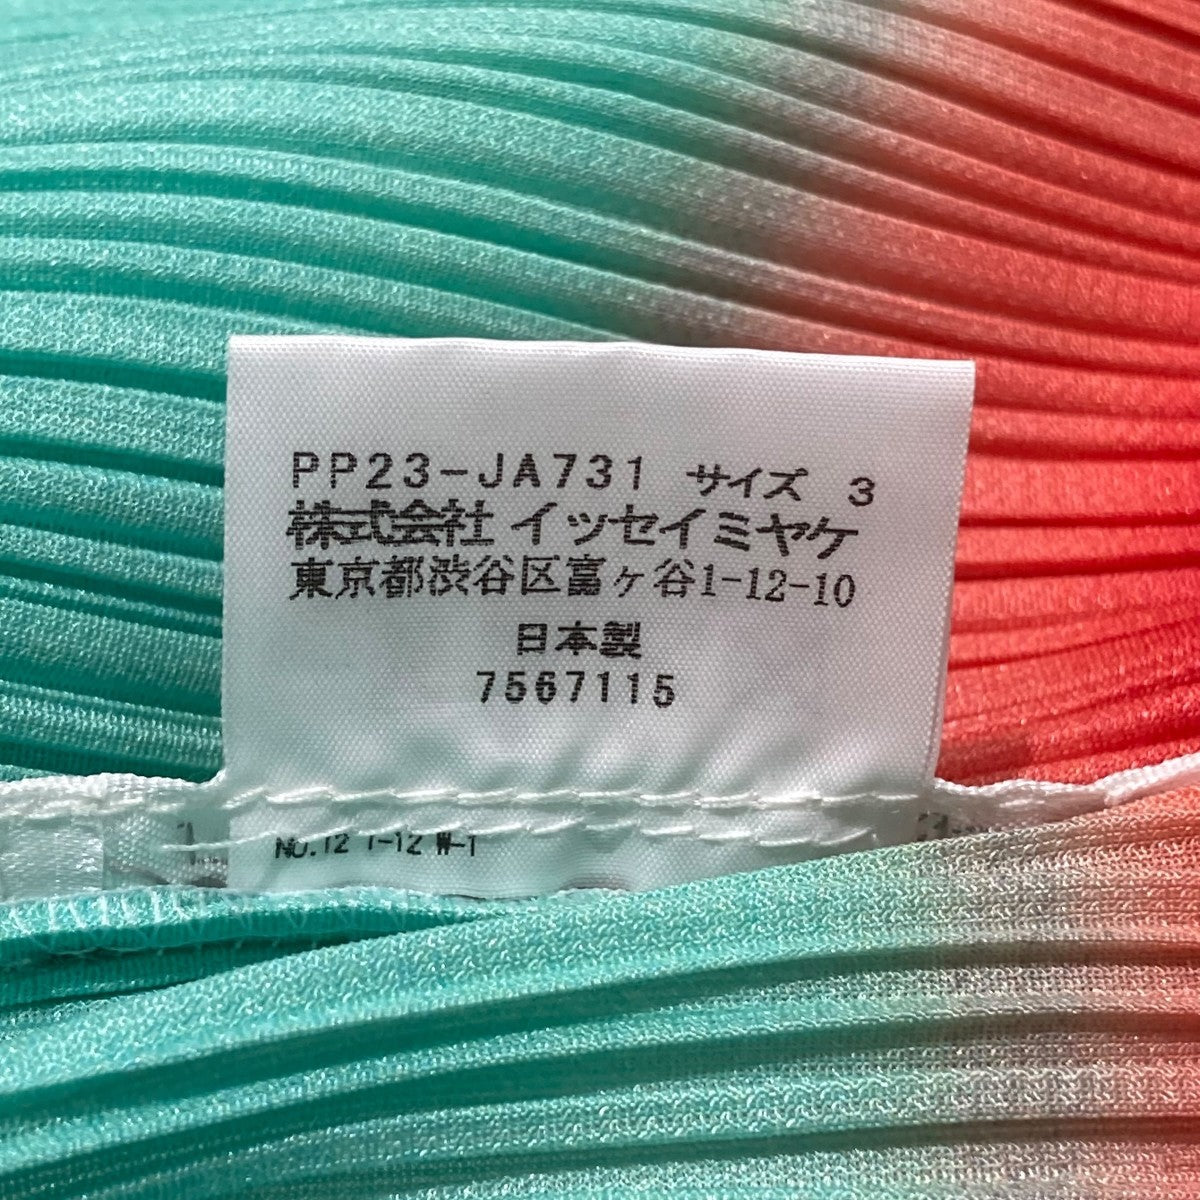 PP23-JA731 サイズ 3
株式会社 イッセイミヤケ
東京都渋谷区富ヶ谷1-12-10
日本製
7567115
NO.12 1-12 W-1